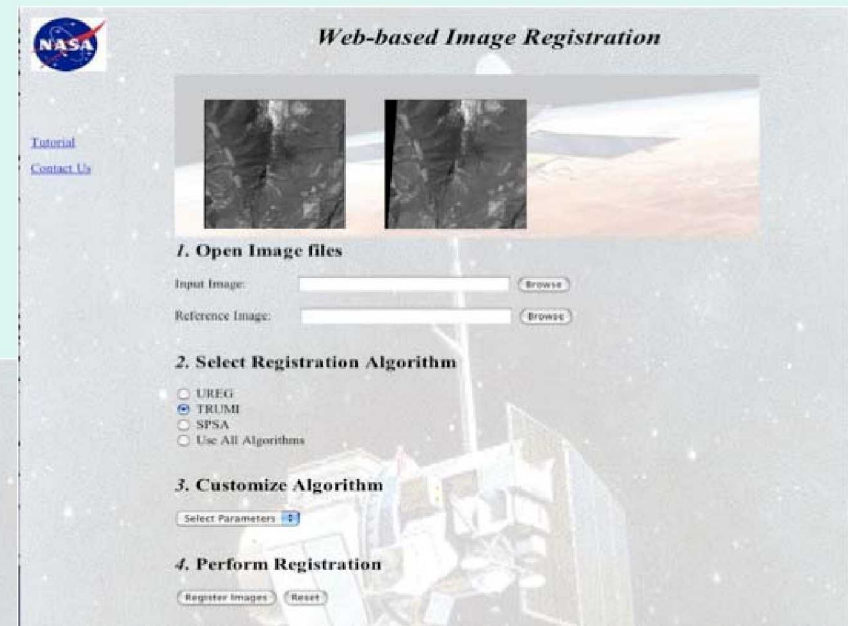 NASA
Web-based Image Registration
Tutorial
Contact Us
1. Open Image files
Input Image:
Browse
Reference Image:
Browse
2. Select Registration Algorithm
UREG
TRUMI
SPSA
Use All Algorithms
3. Customize Algorithm
Select Parameters
4. Perform Registration
Register Images Reset